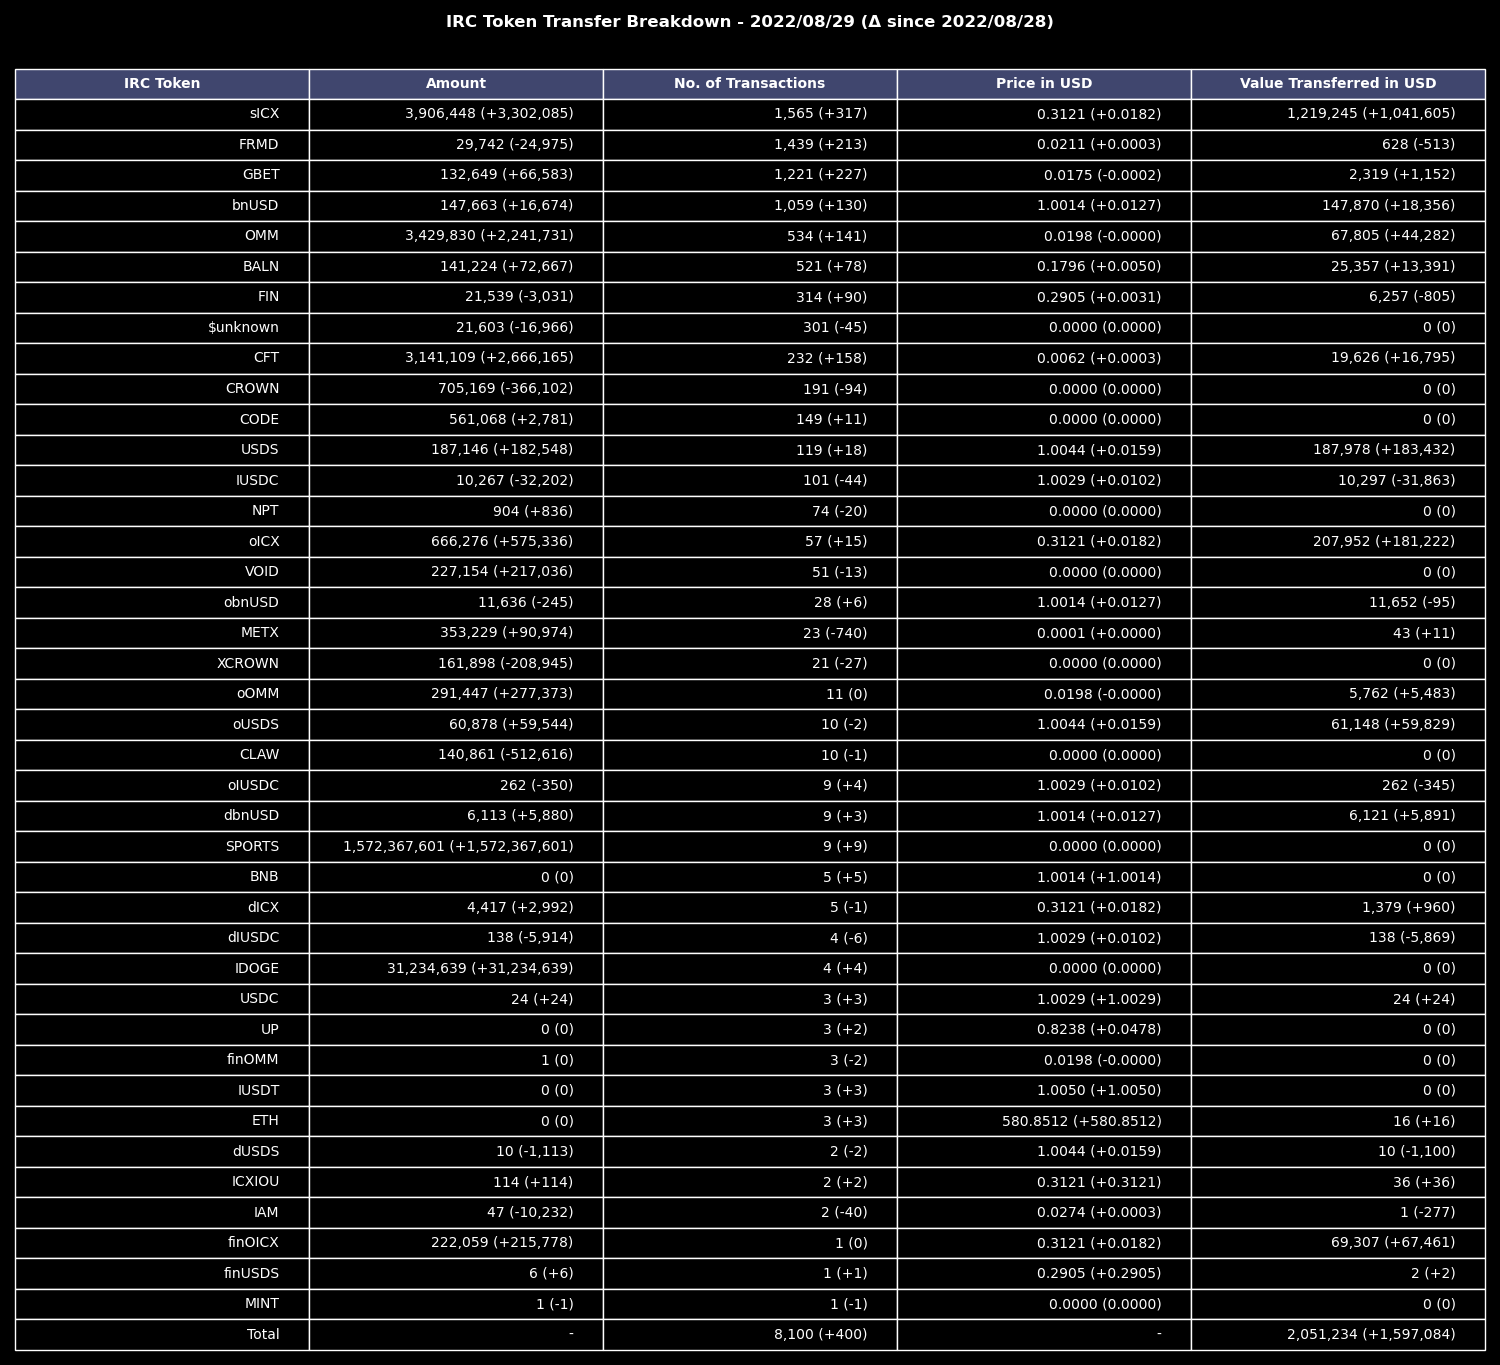 IRC Token Transfer Breakdown - 2022/08/29 (Δ since 2022/08/28)
IRC Token Amount No. of Transactions Price in USD Value Transferred in USD
sICX 3,906,448 (+3,302,085) 1,565 (+317) 0.3121 (+0.0182) 1,219,245 (+1,041,605)
FRMD 29,742 (-24,975) 1,439 (+213) 0.0211 (+0.0003) 628 (-513)
GBET 132,649 (+66,583) 1,221 (+227) 0.0175 (-0.0002) 2,319 (+1,152)
bnUSD 147,663 (+16,674) 1,059 (+130) 1.0014 (+0.0127) 147,870 (+18,356)
OMM 3,429,830 (+2,241,731) 534 (+141) 0.0198 (-0.0000) 67,805 (+44,282)
BALN 141,224 (+72,667) 521 (+78) 0.1796 (+0.0050) 25,357 (+13,391)
FIN 21,539 (-3,031) 314 (+90) 0.2905 (+0.0031) 6,257 (-805)
$unknown 21,603 (-16,966) 301 (-45) 0.0000 (0.0000) 0 (0)
CFT 3,141,109 (+2,666,165) 232 (+158) 0.0062 (+0.0003) 19,626 (+16,795)
CROWN 705,169 (-366,102) 191 (-94) 0.0000 (0.0000) 0 (0)
CODE 561,068 (+2,781) 149 (+11) 0.0000 (0.0000) 0 (0)
USDS 187,146 (+182,548) 119 (+18) 1.0044 (+0.0159) 187,978 (+183,432)
IUSDC 10,267 (-32,202) 101 (-44) 1.0029 (+0.0102) 10,297 (-31,863)
NPT 904 (+836) 74 (-20) 0.0000 (0.0000) 0 (0)
oICX 666,276 (+575,336) 57 (+15) 0.3121 (+0.0182) 207,952 (+181,222)
VOID 227,154 (+217,036) 51 (-13) 0.0000 (0.0000) 0 (0)
obnUSD 11,636 (-245) 28 (+6) 1.0014 (+0.0127) 11,652 (-95)
METX 353,229 (+90,974) 23 (-740) 0.0001 (+0.0000) 43 (+11)
XCROWN 161,898 (-208,945) 21 (-27) 0.0000 (0.0000) 0 (0)
oOMM 291,447 (+277,373) 11 (0) 0.0198 (-0.0000) 5,762 (+5,483)
oUSDS 60,878 (+59,544) 10 (-2) 1.0044 (+0.0159) 61,148 (+59,829)
CLAW 140,861 (-512,616) 10 (-1) 0.0000 (0.0000) 0 (0)
oIUSDC 262 (-350) 9 (+4) 1.0029 (+0.0102) 262 (-345)
dbnUSD 6,113 (+5,880) 9 (+3) 1.0014 (+0.0127) 6,121 (+5,891)
SPORTS 1,572,367,601 (+1,572,367,601) 9 (+9) 0.0000 (0.0000) 0 (0)
BNB 0 (0) 5 (+5) 1.0014 (+1.0014) 0 (0)
dICX 4,417 (+2,992) 5 (-1) 0.3121 (+0.0182) 1,379 (+960)
dIUSDC 138 (-5,914) 4 (-6) 1.0029 (+0.0102) 138 (-5,869)
IDOGE 31,234,639 (+31,234,639) 4 (+4) 0.0000 (0.0000) 0 (0)
USDC 24 (+24) 3 (+3) 1.0029 (+1.0029) 24 (+24)
UP 0 (0) 3 (+2) 0.8238 (+0.0478) 0 (0)
finOMM 1 (0) 3 (-2) 0.0198 (-0.0000) 0 (0)
IUSDT 0 (0) 3 (+3) 1.0050 (+1.0050) 0 (0)
ETH 0 (0) 3 (+3) 580.8512 (+580.8512) 16 (+16)
dUSDS 10 (-1,113) 2 (-2) 1.0044 (+0.0159) 10 (-1,100)
ICXIOU 114 (+114) 2 (+2) 0.3121 (+0.3121) 36 (+36)
IAM 47 (-10,232) 2 (-40) 0.0274 (+0.0003) 1 (-277)
finOICX 222,059 (+215,778) 1 (0) 0.3121 (+0.0182) 69,307 (+67,461)
finUSDS 6 (+6) 1 (+1) 0.2905 (+0.2905) 2 (+2)
MINT 1 (-1) 1 (-1) 0.0000 (0.0000) 0 (0)
Total - 8,100 (+400) - 2,051,234 (+1,597,084)